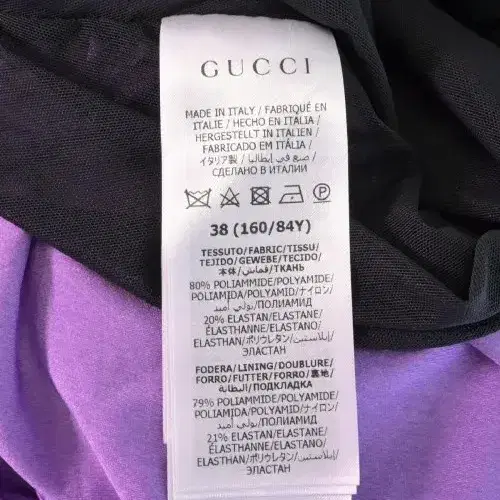 GUCCI
MADE IN ITALY / FABRIQUÉ EN
ITALIE / HECHO EN ITALIA /
HERGESTELLT IN ITALIEN /
FABRICADO EM ITÁLIA /
イタリア製 / صنع في إيطاليا /
СДЕЛАНО В ИТАЛИИ
P
38 (160/84Y)
TESSUTO/FABRIC/TISSU/
TEJIDO/GEWEBE/TECIDO/
本体/قماش/ТКАНЬ
80% POLIAMMIDE/POLYAMIDE/
POLIAMIDA/POLYAMID/ナイロン/
بولي أميد/ПОЛИАМИД
20% ELASTAN/ELASTANE/
ÉLASTHANNE/ELASTANO/
ELASTHAN/ポリウレタン/إيلاستين/
ЭЛАСТАН
FODERA/LINING/DOUBLURE/
FORRO/FUTTER/FORRO/裏地/
البطانة/ПОДКЛАДКА
79% POLIAMMIDE/POLYAMIDE/
POLIAMIDA/POLYAMID/ナイロン/
بولي أميد/ПОЛИАМИД
21% ELASTAN/ELASTANE/
ÉLASTHANNE/ELASTANO/
ELASTHAN/ポリウレタン/إيلاستين/
ЭЛАСТАН